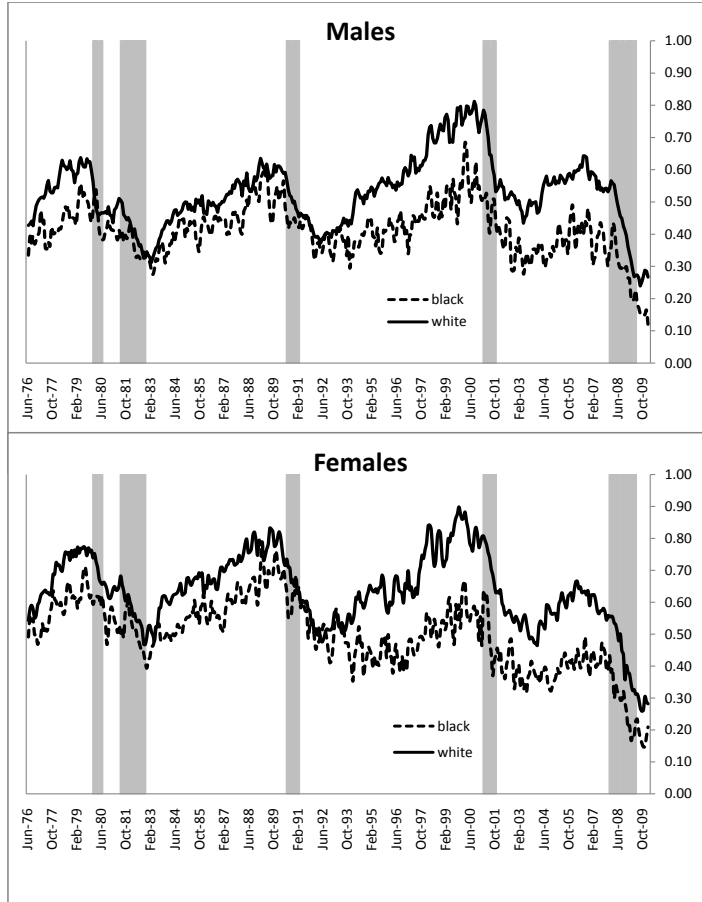 Males
1.00
0.90
0.80
0.70
0.60
0.50
0.40
0.30
0.20
0.10
0.00
black
white
Jun-76
Oct-77
Feb-79
Jun-80
Oct-81
Feb-83
Jun-84
Oct-85
Feb-87
Jun-88
Oct-89
Feb-91
Jun-92
Oct-93
Feb-95
Jun-96
Oct-97
Feb-99
Jun-00
Oct-01
Feb-03
Jun-04
Oct-05
Feb-07
Jun-08
Oct-09
Females
1.00
0.90
0.80
0.70
0.60
0.50
0.40
0.30
0.20
0.10
0.00
black
white
Jun-76
Oct-77
Feb-79
Jun-80
Oct-81
Feb-83
Jun-84
Oct-85
Feb-87
Jun-88
Oct-89
Feb-91
Jun-92
Oct-93
Feb-95
Jun-96
Oct-97
Feb-99
Jun-00
Oct-01
Feb-03
Jun-04
Oct-05
Feb-07
Jun-08
Oct-09